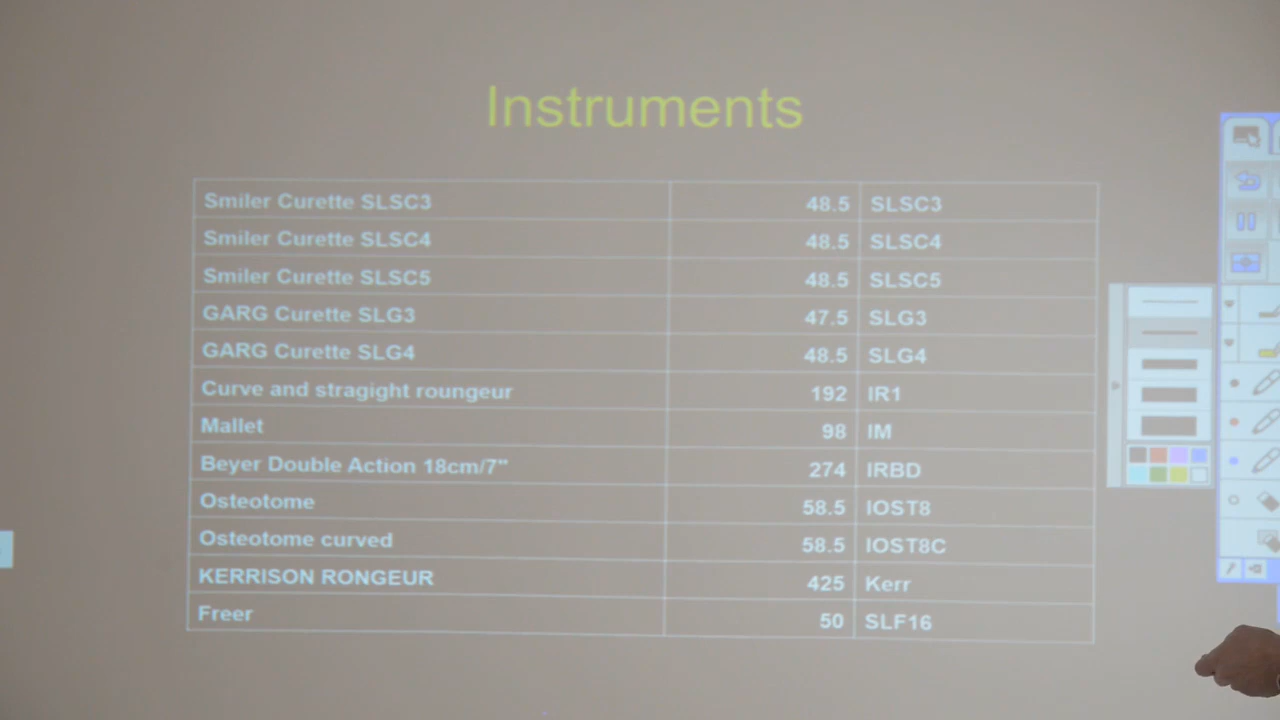 Instruments
Smiler Curette SLSC3 48.5 SLSC3
Smiler Curette SLSC4 48.5 SLSC4
Smiler Curette SLSC5 48.5 SLSC5
GARG Curette SLG3 47.5 SLG3
GARG Curette SLG4 48.5 SLG4
Curve and stragight roungeur 192 IR1
Mallet 98 IM
Beyer Double Action 18cm/7" 274 IRBD
Osteotome 58.5 IOST8
Osteotome curved 58.5 IOST8C
KERRISON RONGEUR 425 Kerr
Freer 50 SLF16